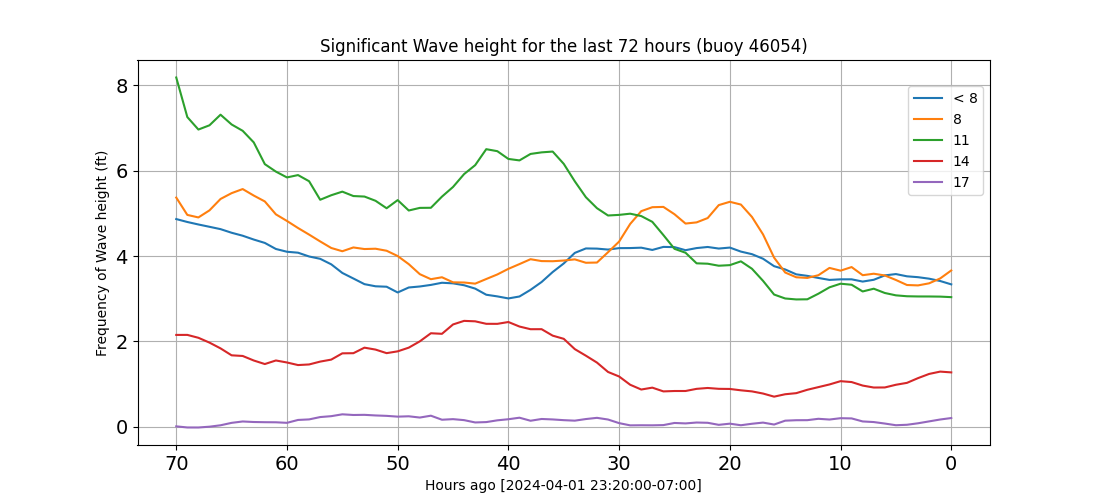 Significant Wave height for the last 72 hours (buoy 46054)
Frequency of Wave height (ft)
8
6
4
2
0
< 8
8
11
14
17
70 60 50 40 30 20 10 0
Hours ago [2024-04-01 23:20:00-07:00]